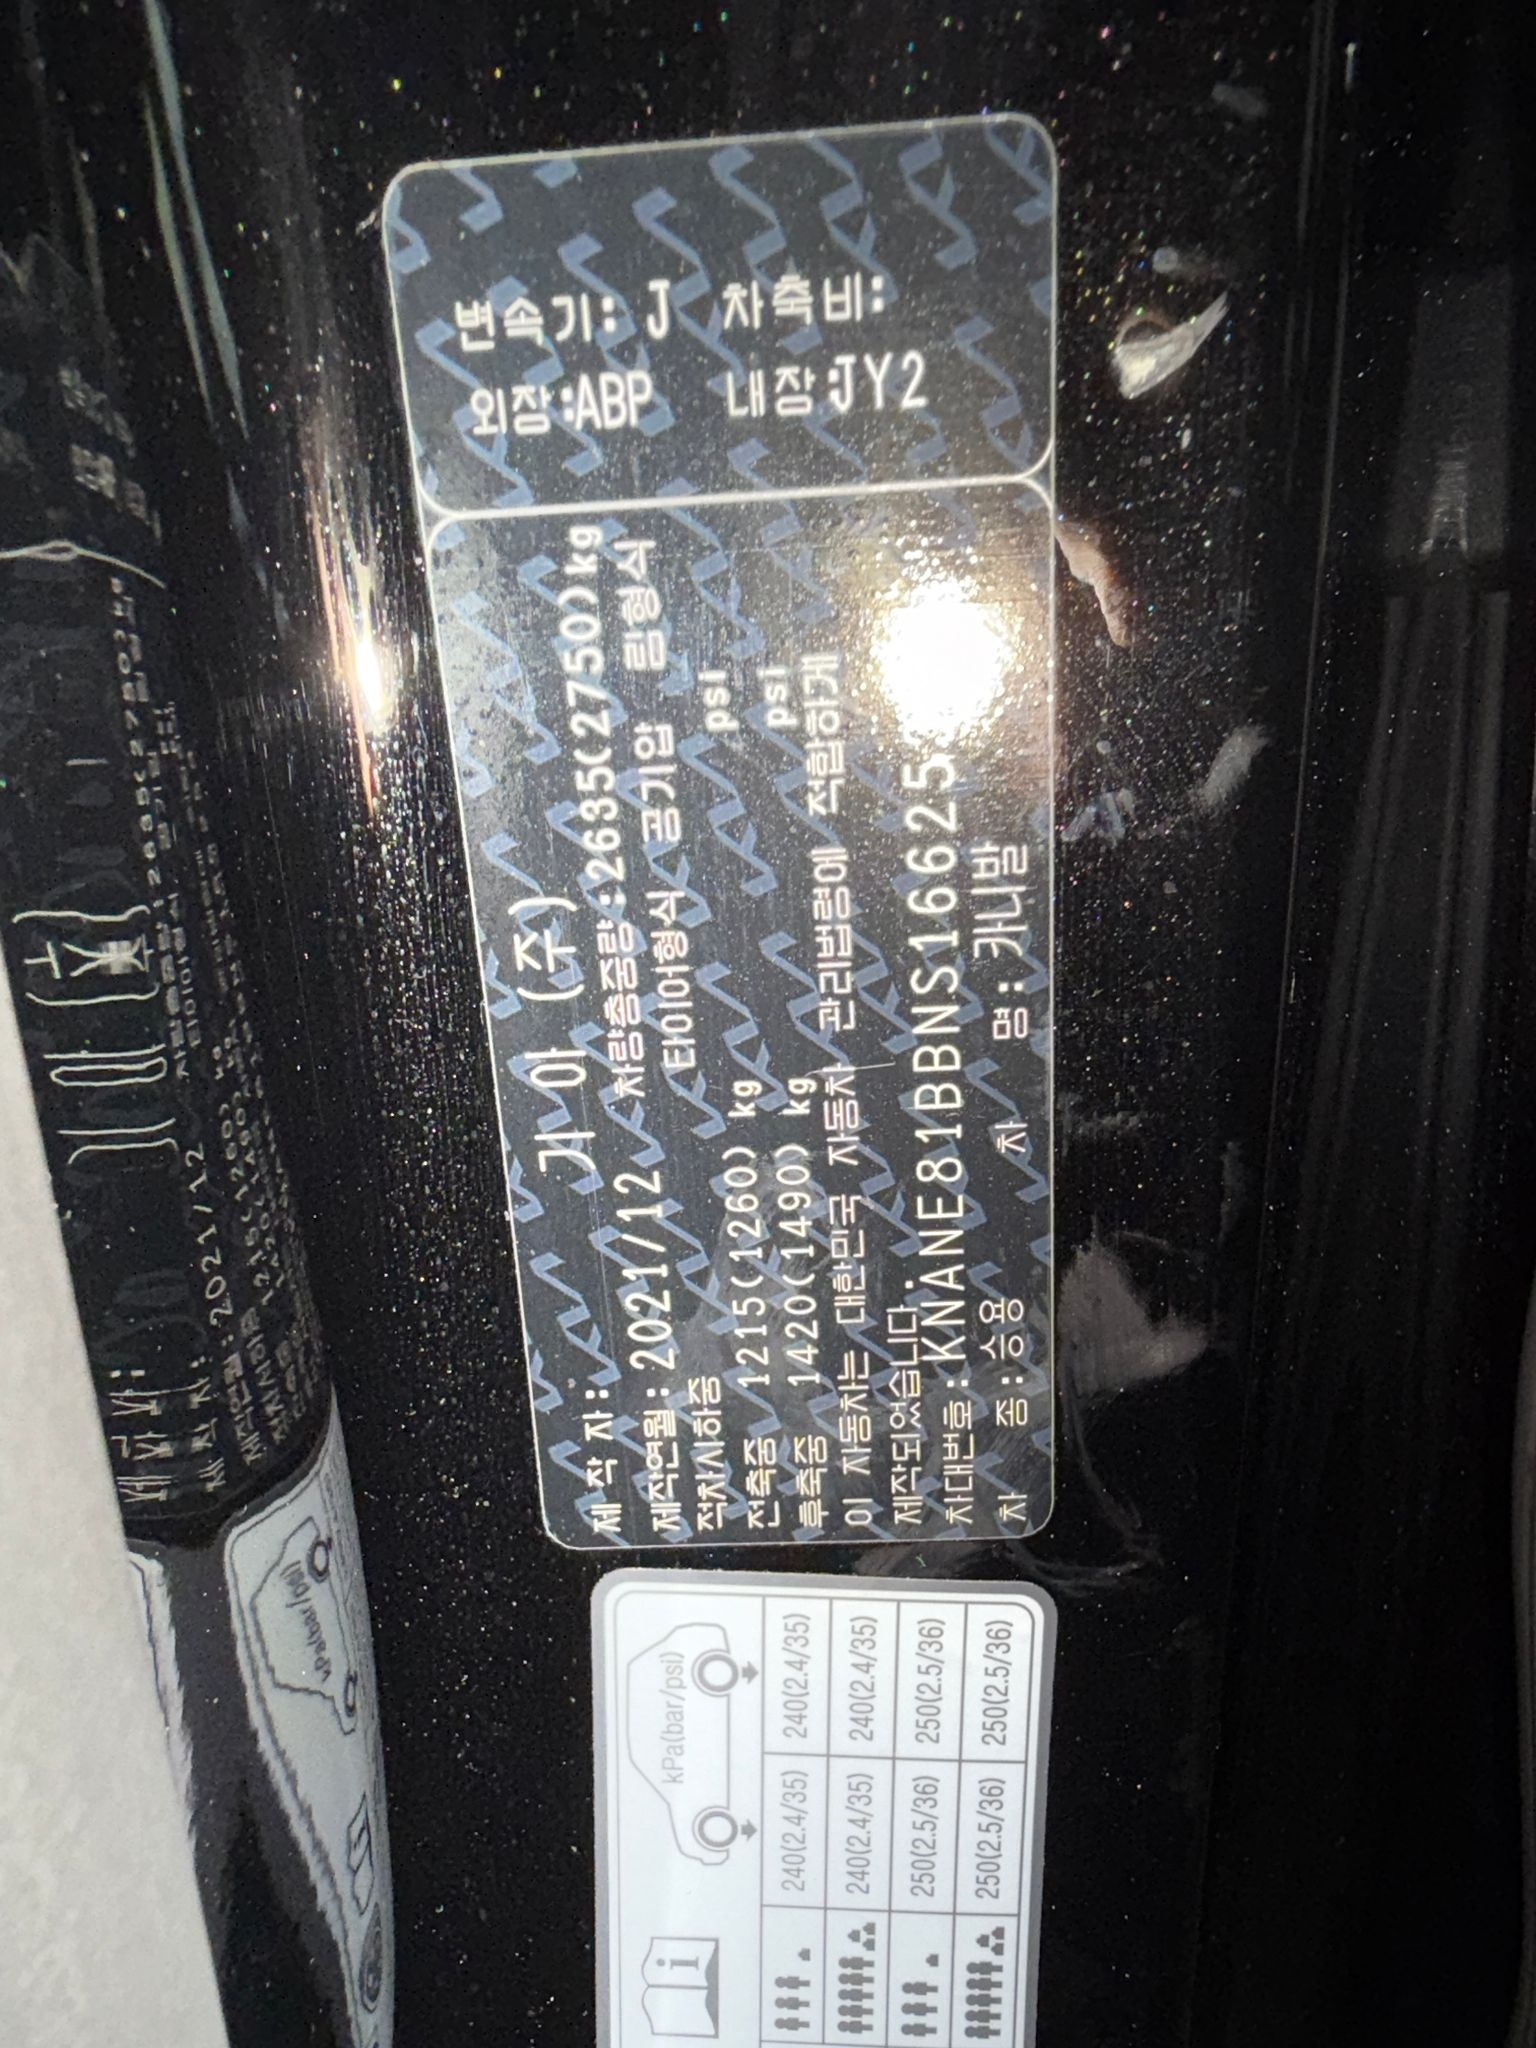 변속기: J 차축비:
외장:ABP 내장:JY2
제 작 자: 기아 (주)
제작연월: 2021/12 차량총중량:2635(2750)kg
적차시하중 타이어형식 공기압 림형식
전축중 1215(1260) kg psi
후축중 1420(1490) kg psi
이 자동차는 대한민국 자동차 관리법령에 적합하게
제작되었습니다.
차대번호:KNANE81BBNS16625
차 종: 승용 차 명: 카니발
kPa(bar/psi)
240(2.4/35) 240(2.4/35)
240(2.4/35) 240(2.4/35)
250(2.5/36) 250(2.5/36)
250(2.5/36) 250(2.5/36)